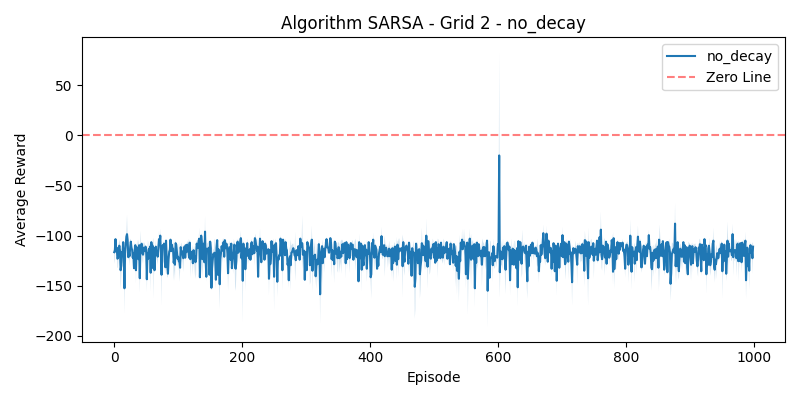 Algorithm SARSA - Grid 2 - no_decay
no_decay
Zero Line
50
0
−50
−100
−150
−200
Average Reward
0 200 400 600 800 1000
Episode